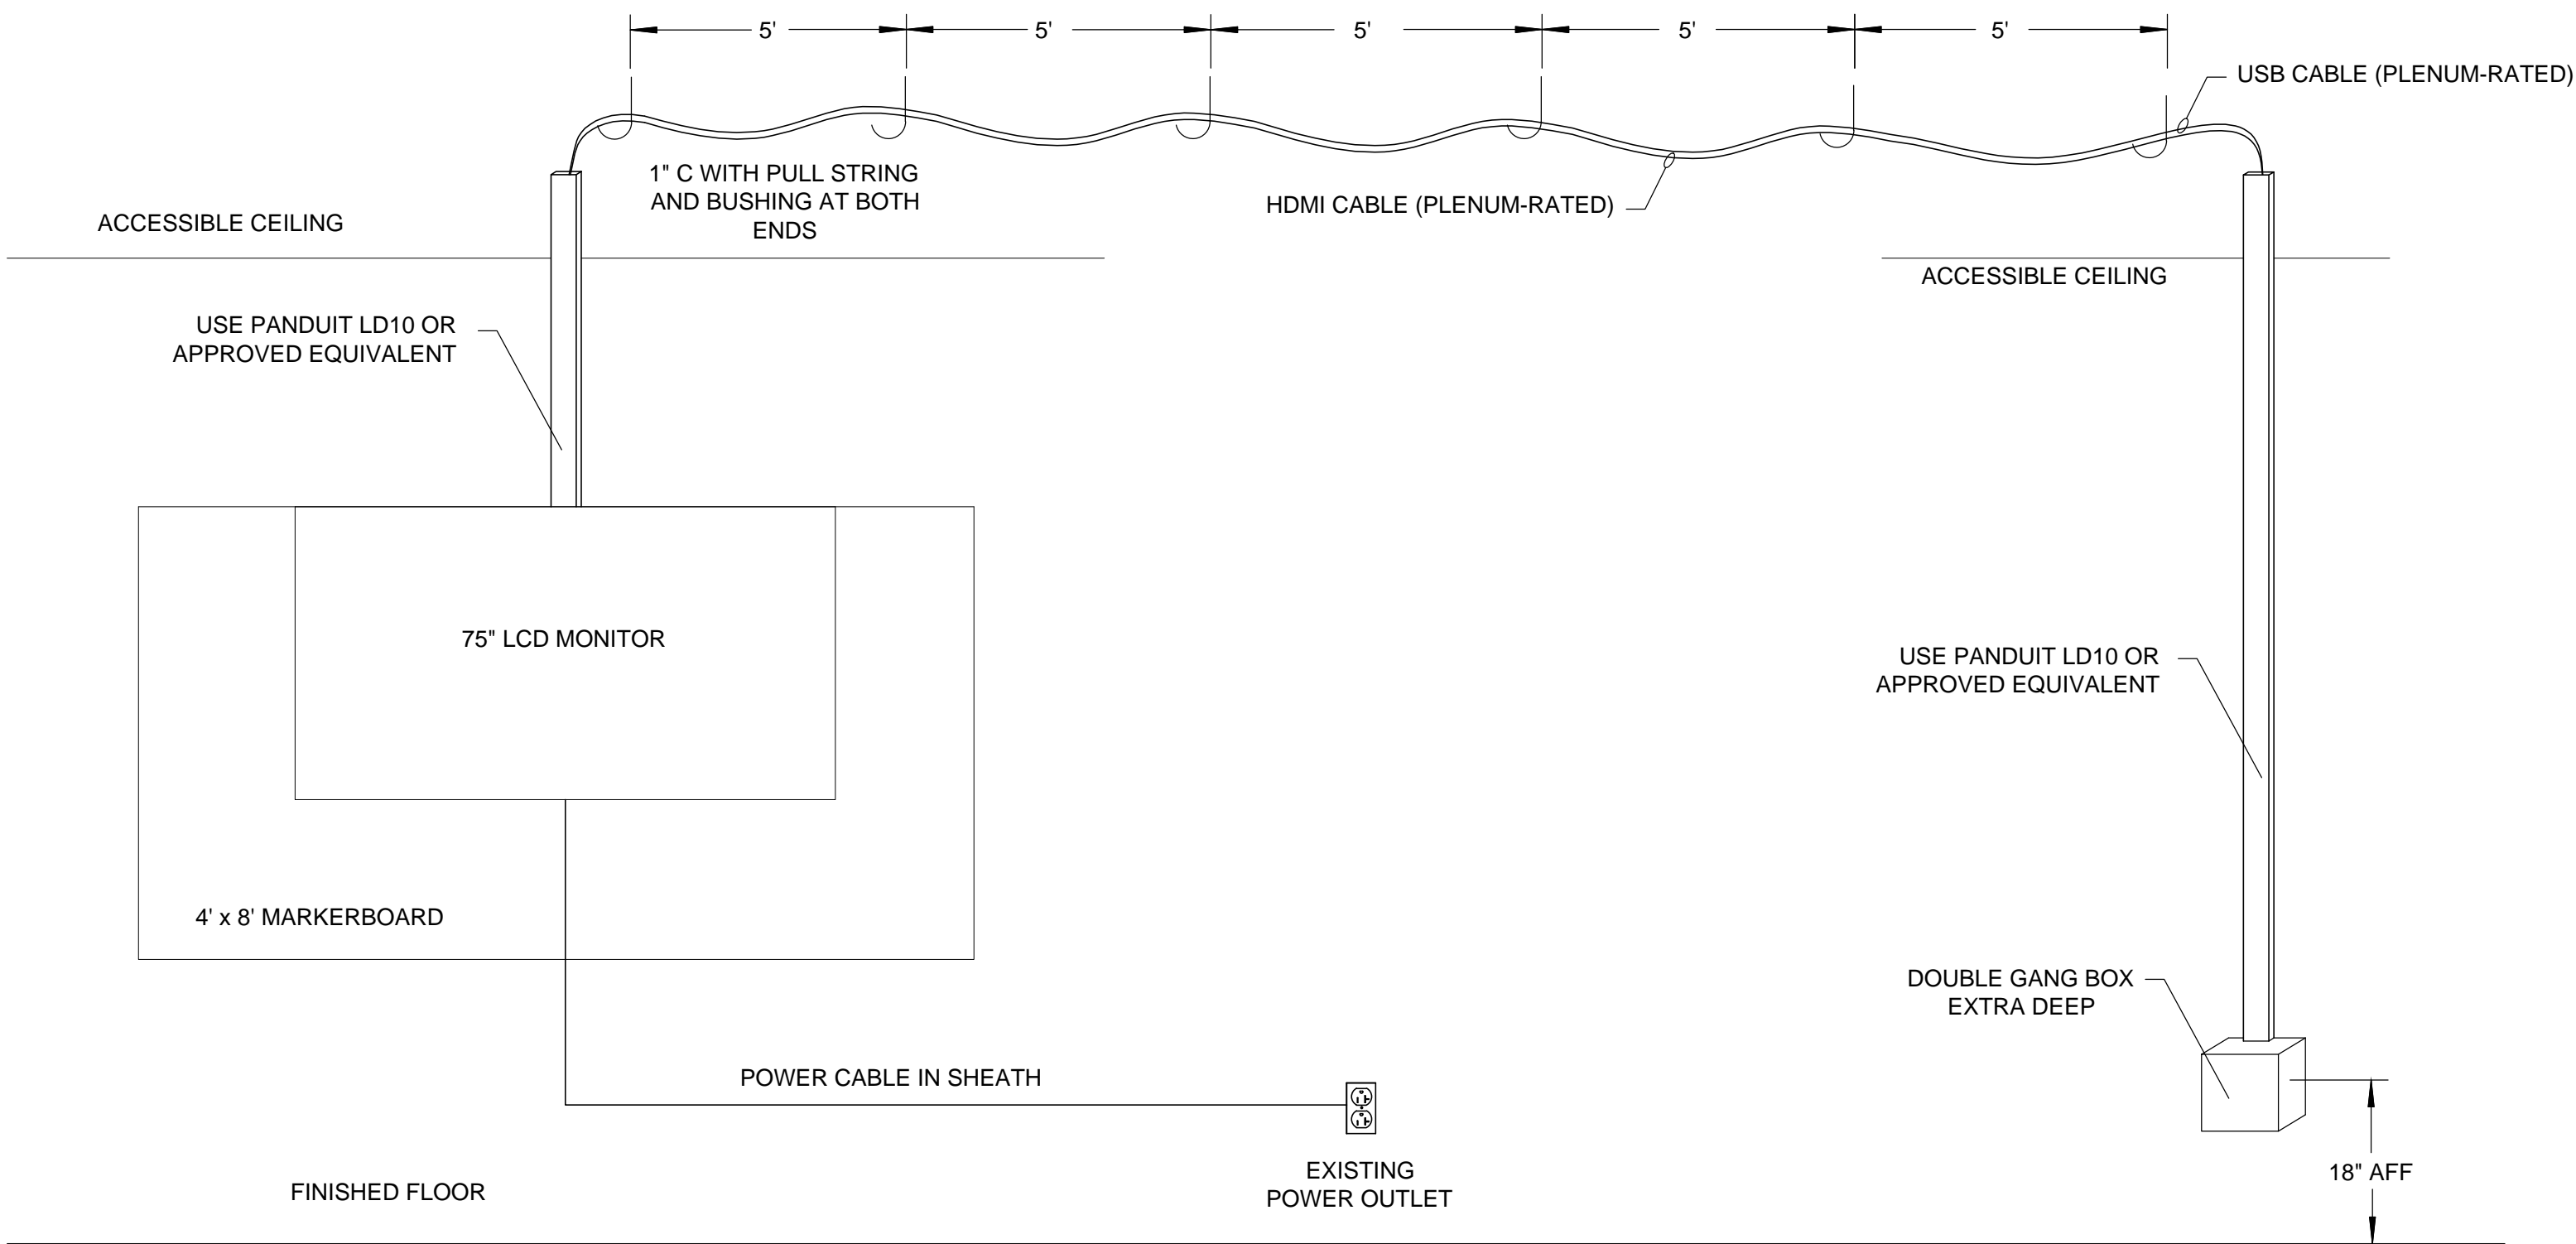 5'
5'
5'
5'
5'
USB CABLE (PLENUM-RATED)
1" C WITH PULL STRING
AND BUSHING AT BOTH
ENDS
HDMI CABLE (PLENUM-RATED)
ACCESSIBLE CEILING
ACCESSIBLE CEILING
USE PANDUIT LD10 OR
APPROVED EQUIVALENT
75" LCD MONITOR
USE PANDUIT LD10 OR
APPROVED EQUIVALENT
4' x 8' MARKERBOARD
DOUBLE GANG BOX
EXTRA DEEP
POWER CABLE IN SHEATH
EXISTING
POWER OUTLET
18" AFF
FINISHED FLOOR